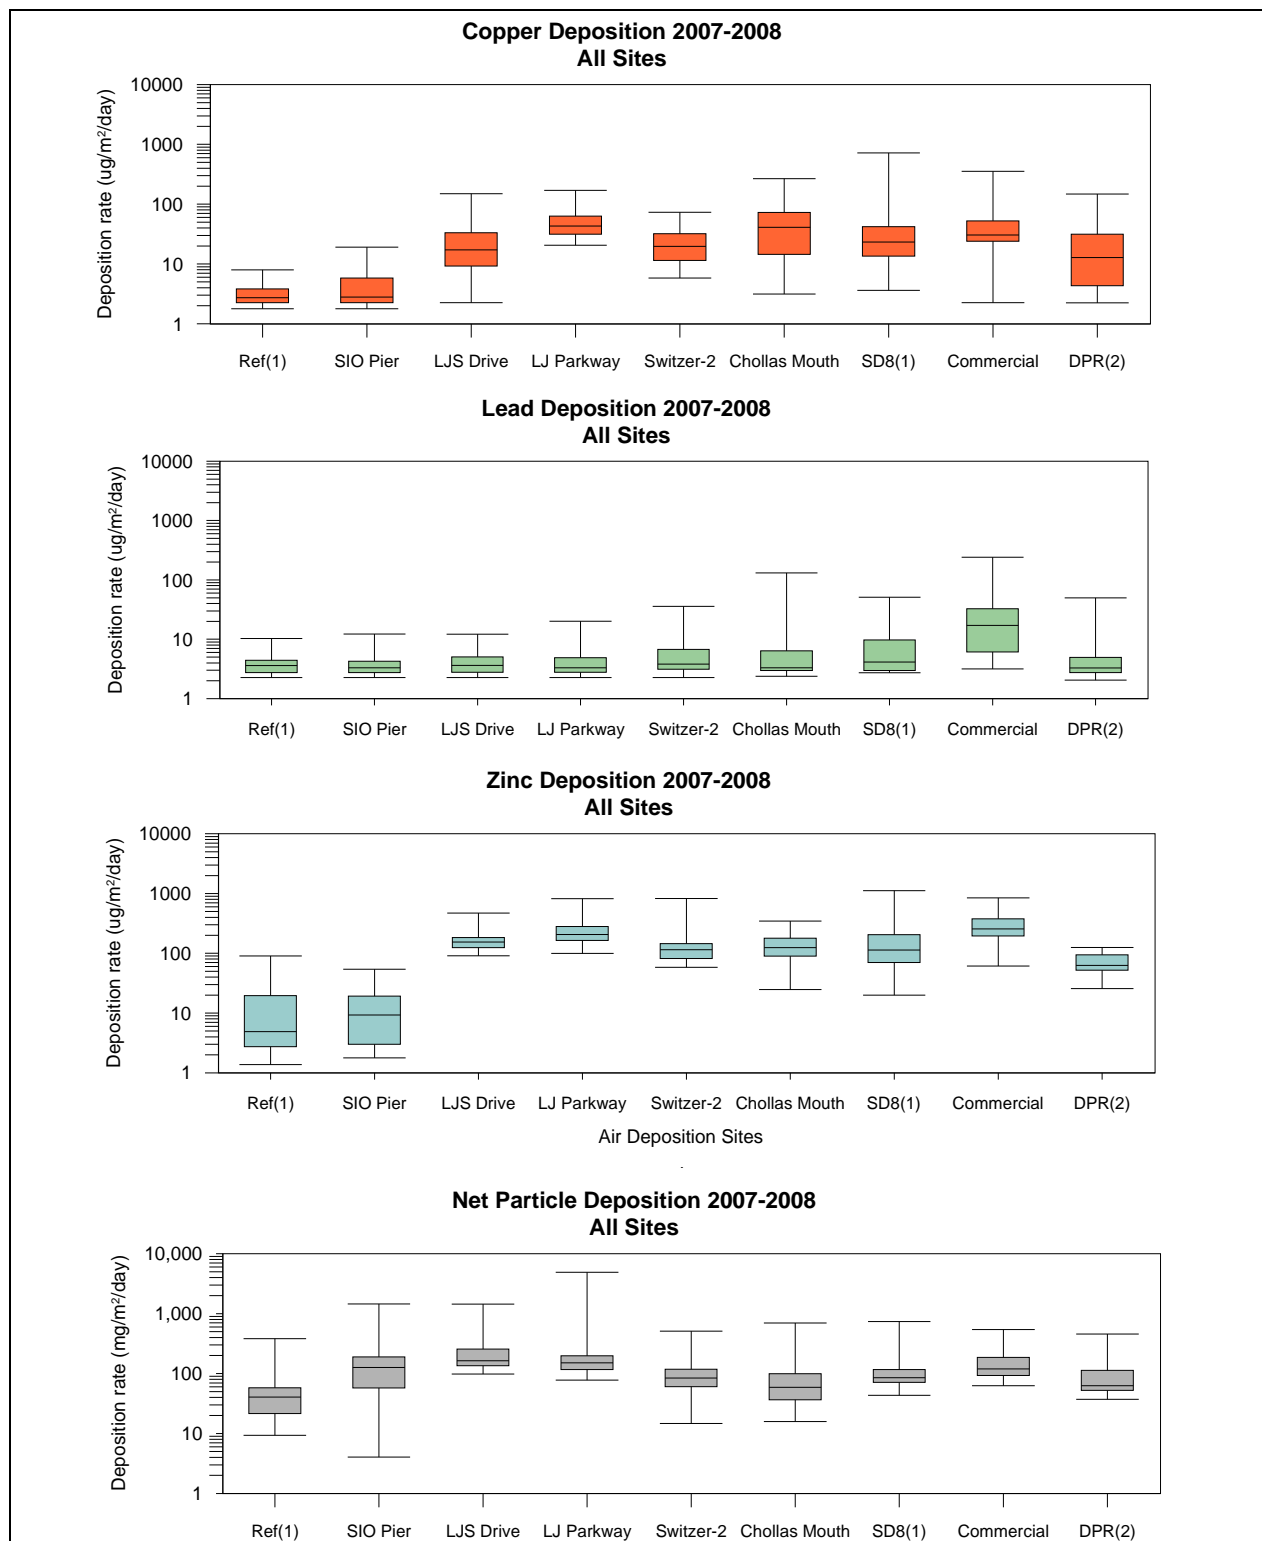 Copper Deposition 2007-2008
All Sites
Deposition rate (ug/m²/day)
10000
1000
100
10
1
Ref(1) SIO Pier LJS Drive LJ Parkway Switzer-2 Chollas Mouth SD8(1) Commercial DPR(2)
Lead Deposition 2007-2008
All Sites
Deposition rate (ug/m²/day)
10000
1000
100
10
1
Ref(1) SIO Pier LJS Drive LJ Parkway Switzer-2 Chollas Mouth SD8(1) Commercial DPR(2)
Zinc Deposition 2007-2008
All Sites
Deposition rate (ug/m²/day)
10000
1000
100
10
1
Ref(1) SIO Pier LJS Drive LJ Parkway Switzer-2 Chollas Mouth SD8(1) Commercial DPR(2)
Air Deposition Sites
Net Particle Deposition 2007-2008
All Sites
Deposition rate (mg/m²/day)
10,000
1,000
100
10
1
Ref(1) SIO Pier LJS Drive LJ Parkway Switzer-2 Chollas Mouth SD8(1) Commercial DPR(2)